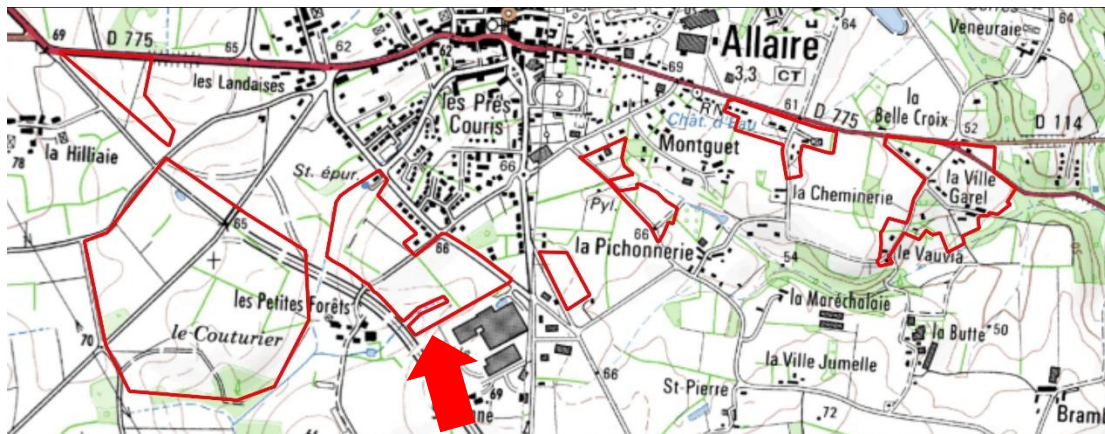 69
D 775
65
62
62
64
Veneuraie
64
Allaire
3,3
CT
69
les Landaises
les Prés
Couris
R N
Chât. d'Eau
61
D 775
la
Belle Croix
52
D 114
la Hilliaie
78
St. épur.
66
Montguet
la Ville
Garel
la Cheminerie
Pyl.
65
66
66
la Pichonnerie
54
le Vauvia
les Petites Forêts
le Couturier
70
la Maréchalaie
la Butte
50
la Ville Jumelle
66
St-Pierre
69
72